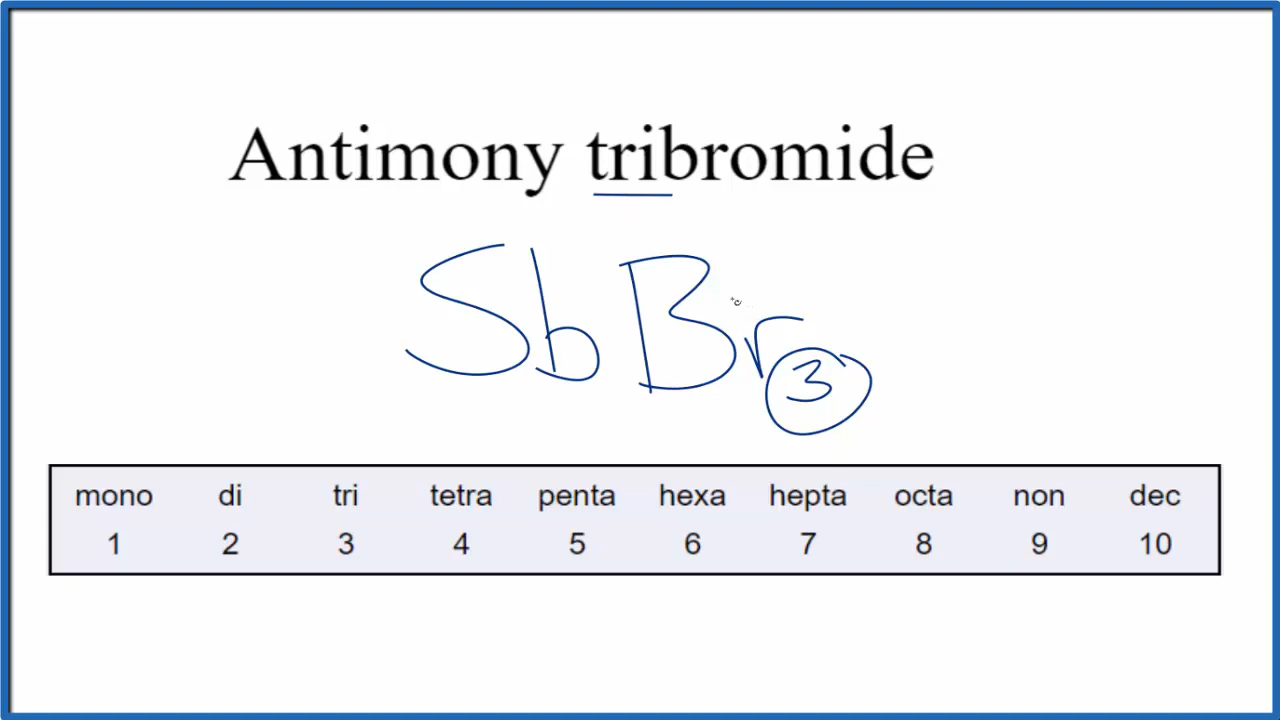 Antimony tribromide
SbBr3
mono di tri tetra penta hexa hepta octa non dec
1 2 3 4 5 6 7 8 9 10